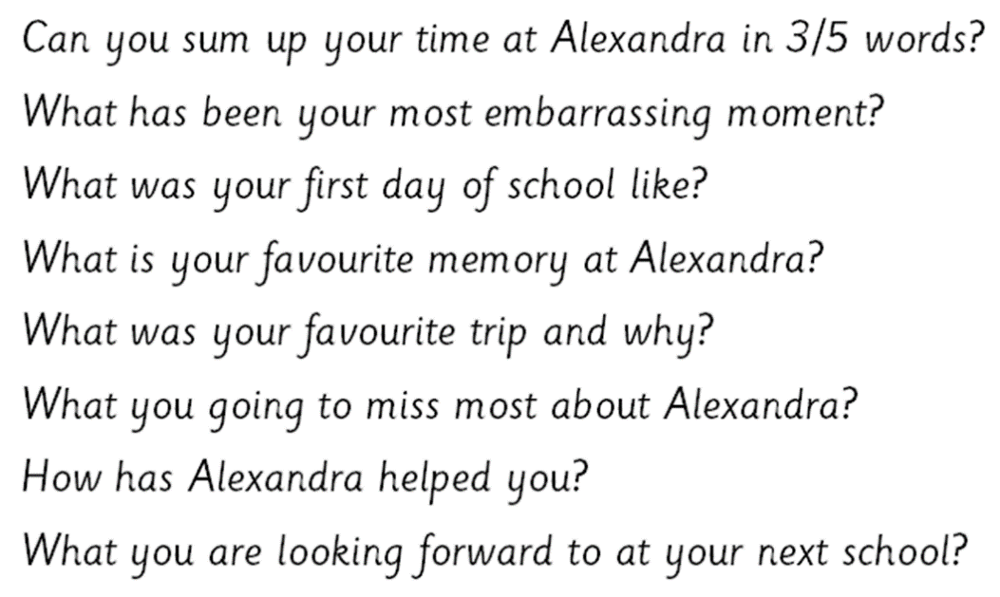 Can you sum up your time at Alexandra in 3/5 words?
What has been your most embarrassing moment?
What was your first day of school like?
What is your favourite memory at Alexandra?
What was your favourite trip and why?
What you going to miss most about Alexandra?
How has Alexandra helped you?
What you are looking forward to at your next school?